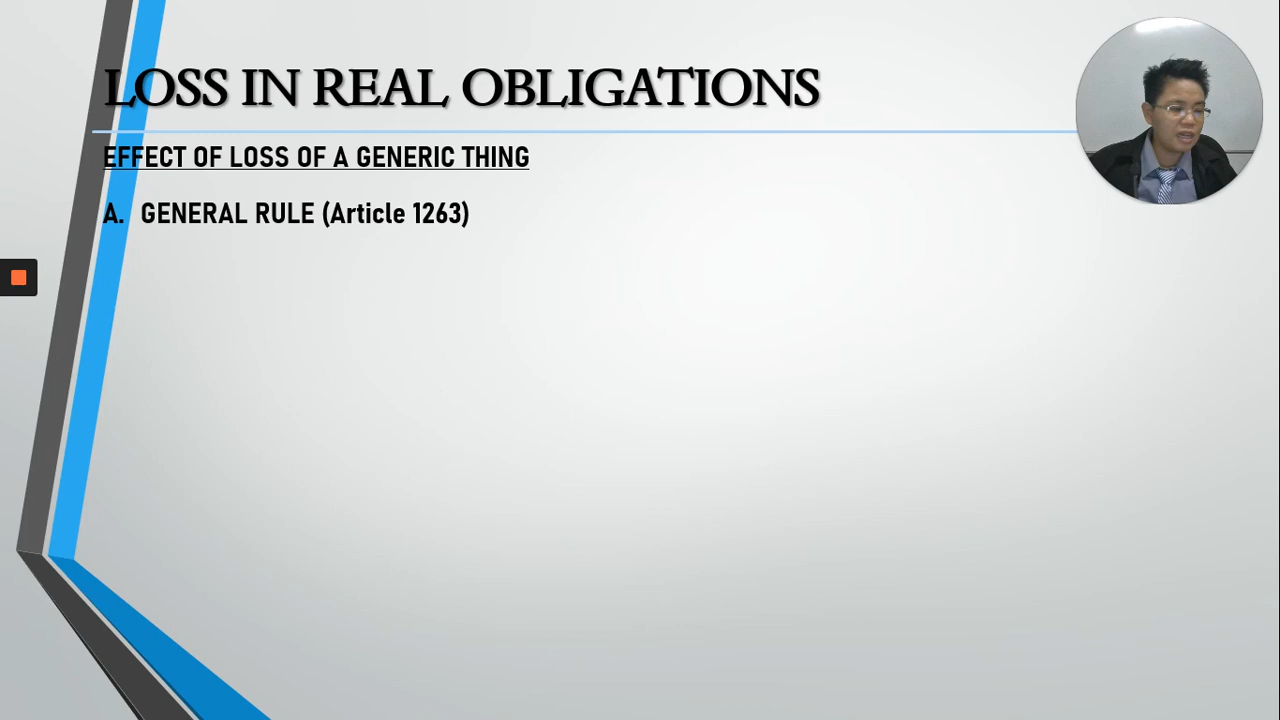 LOSS IN REAL OBLIGATIONS
EFFECT OF LOSS OF A GENERIC THING
A. GENERAL RULE (Article 1263)